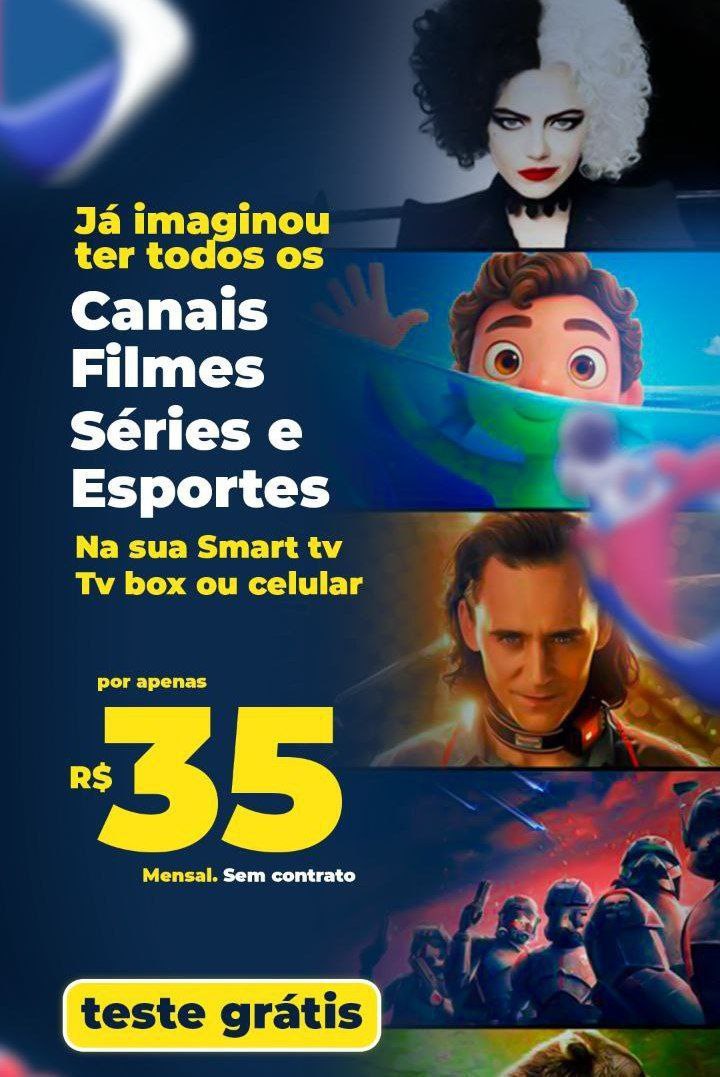 Já imaginou
ter todos os
Canais
Filmes
Séries e
Esportes
Na sua Smart tv
Tv box ou celular
por apenas
R$ 35
Mensal. Sem contrato
teste grátis